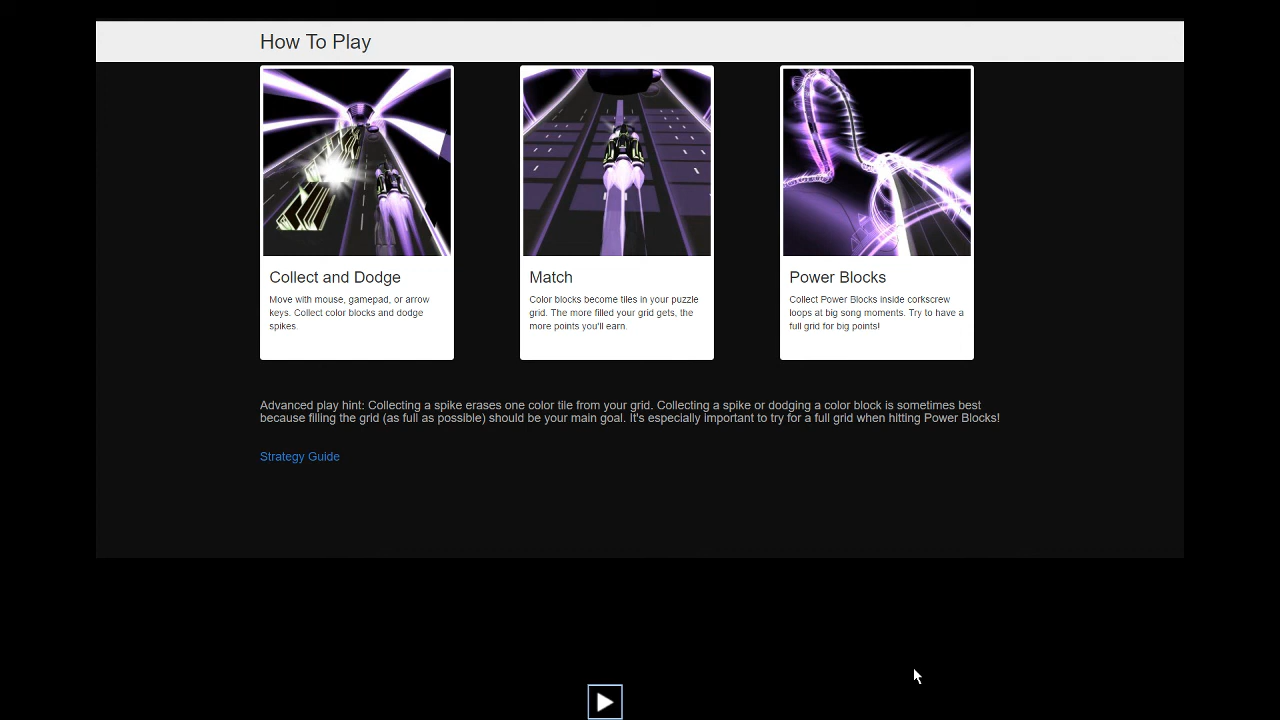 How To Play
Collect and Dodge
Move with mouse, gamepad, or arrow
keys. Collect color blocks and dodge
spikes.
Match
Color blocks become tiles in your puzzle
grid. The more filled your grid gets, the
more points you'll earn.
Power Blocks
Collect Power Blocks inside corkscrew
loops at big song moments. Try to have a
full grid for big points!
Advanced play hint: Collecting a spike erases one color tile from your grid. Collecting a spike or dodging a color block is sometimes best
because filling the grid (as full as possible) should be your main goal. It's especially important to try for a full grid when hitting Power Blocks!
Strategy Guide